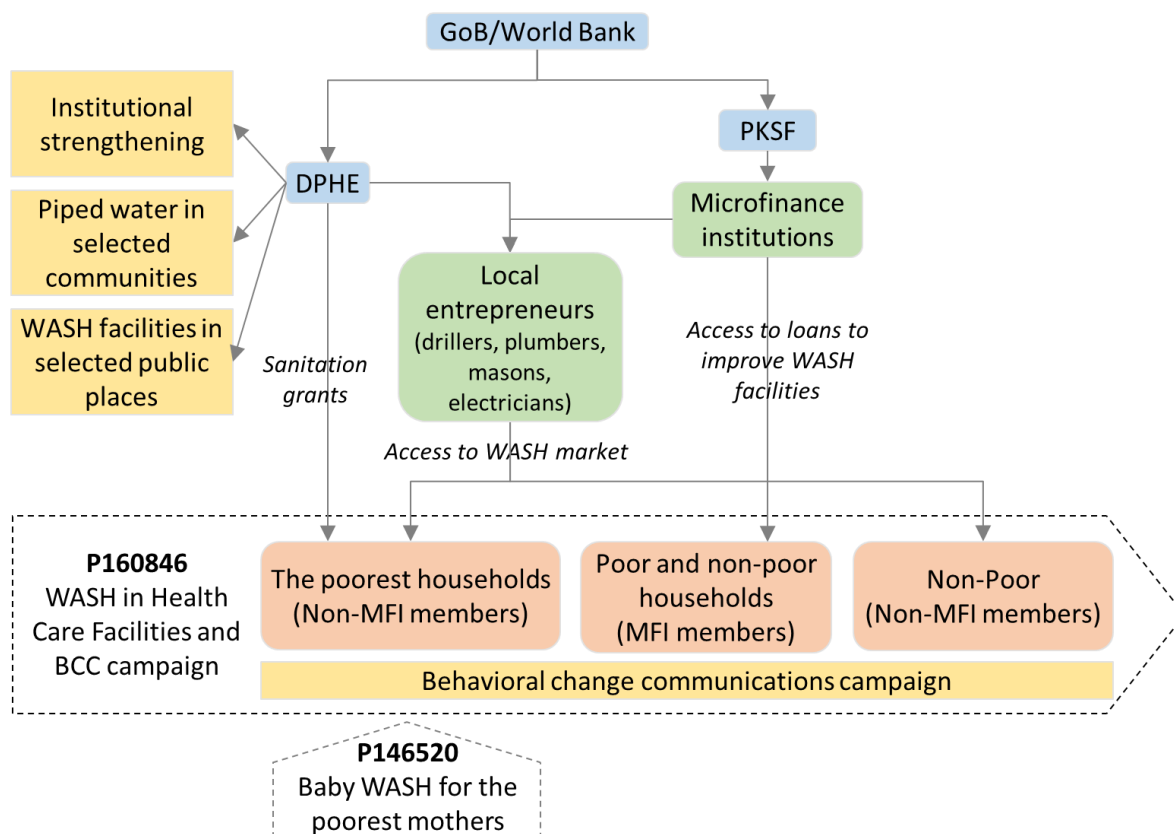 GoB/World Bank
Institutional
strengthening
PKSF
DPHE
Piped water in
selected
communities
Microfinance
institutions
Local
entrepreneurs
(drillers, plumbers,
masons,
electricians)
WASH facilities in
selected public
places
Sanitation
grants
Access to loans to
improve WASH
facilities
Access to WASH market
P160846
WASH in Health
Care Facilities and
BCC campaign
The poorest households
(Non-MFI members)
Poor and non-poor
households
(MFI members)
Non-Poor
(Non-MFI members)
Behavioral change communications campaign
P146520
Baby WASH for the
poorest mothers